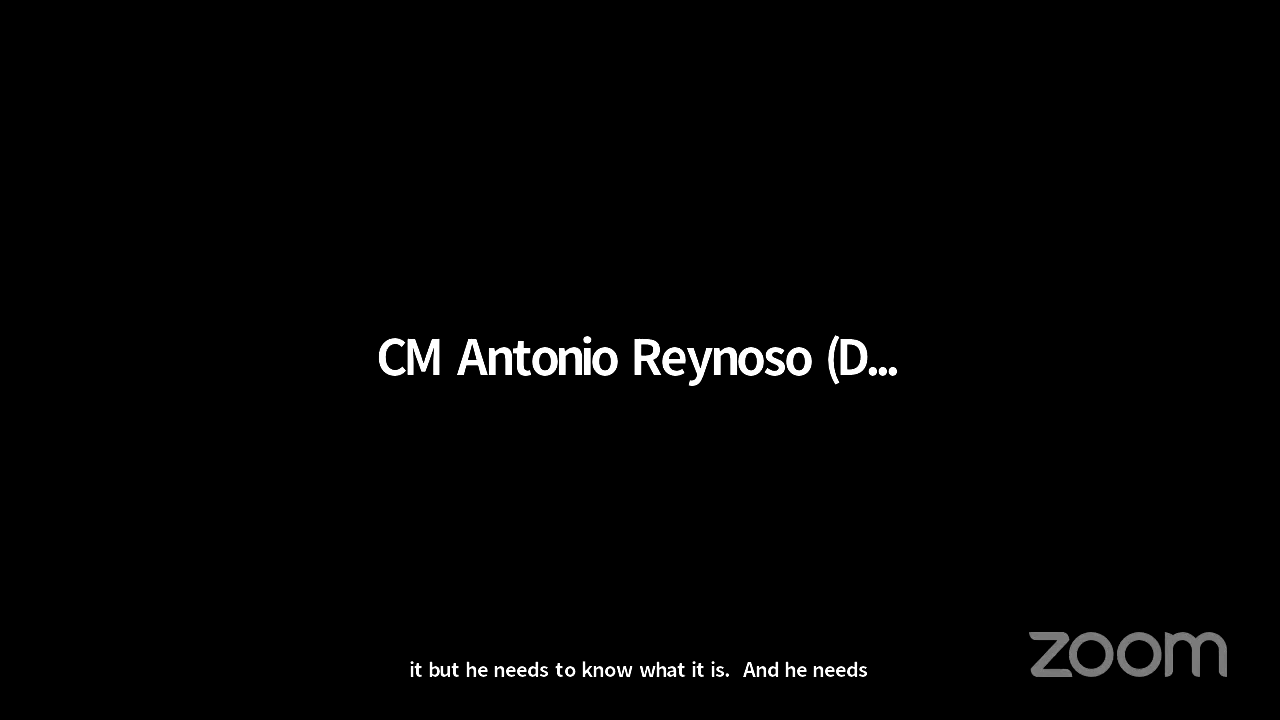 CM Antonio Reynoso (D...
it but he needs to know what it is.  And he needs
zoom